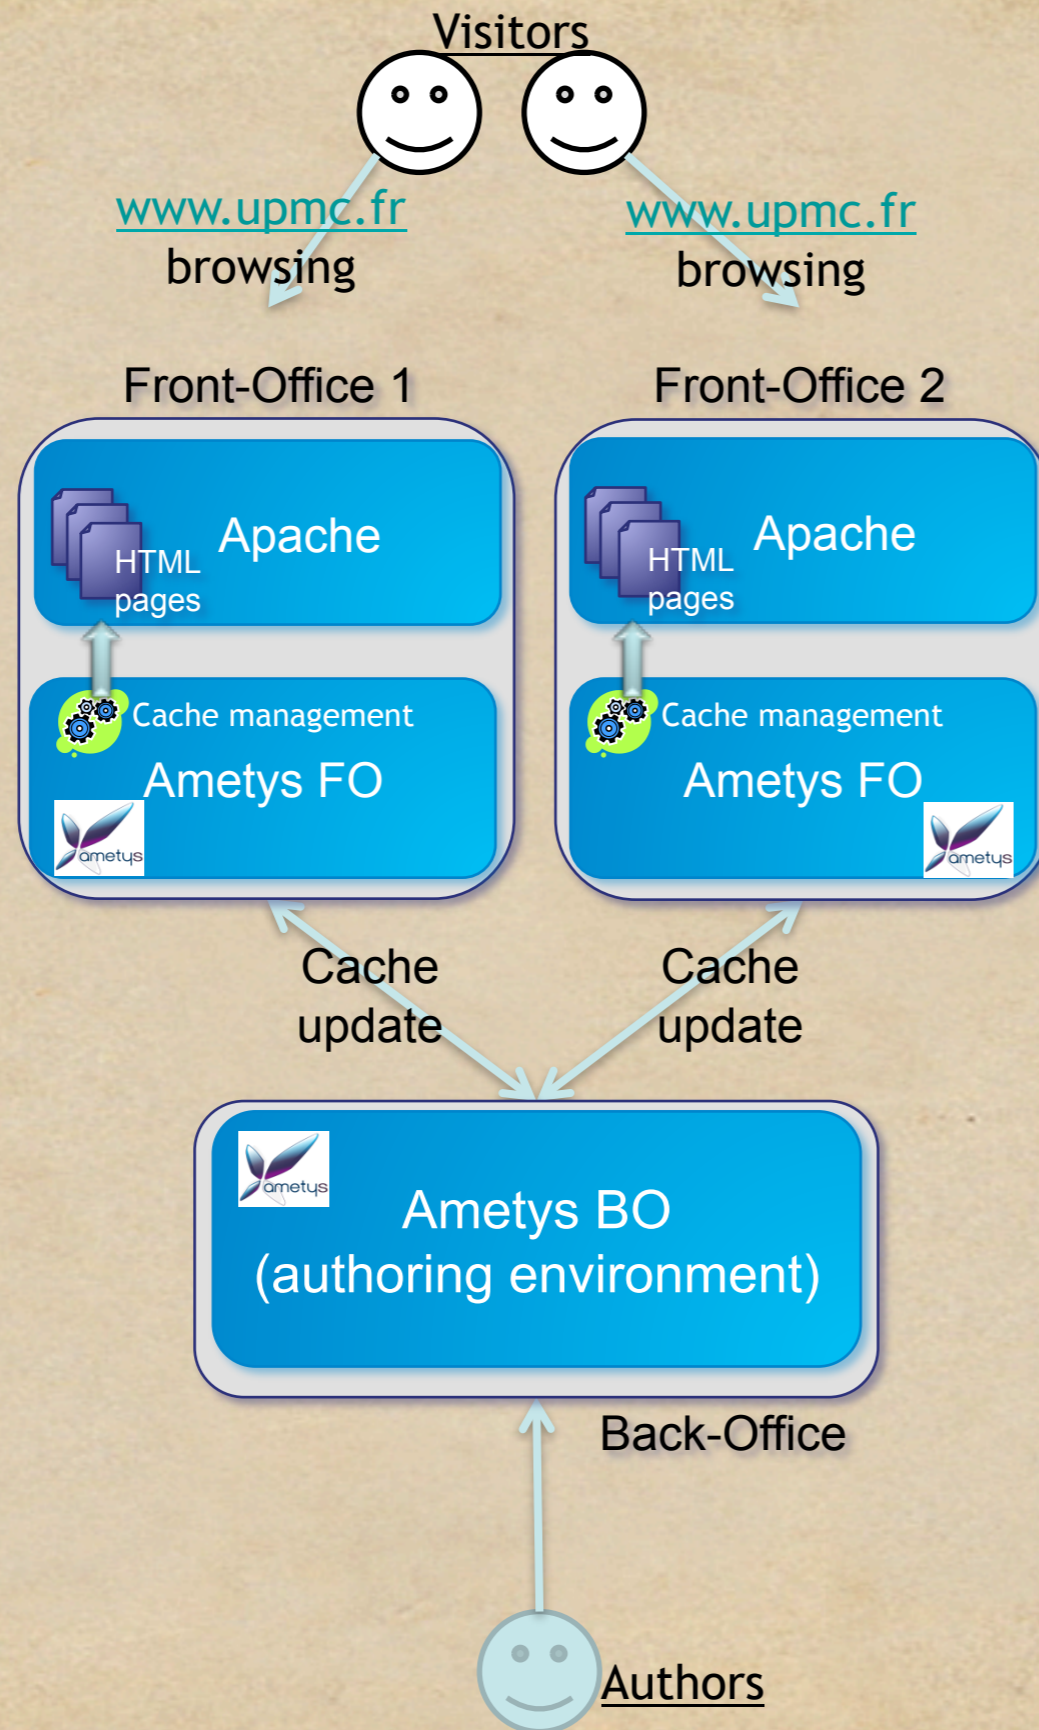 Visitors
www.upmc.fr
browsing
www.upmc.fr
browsing
Front-Office 1
Front-Office 2
Apache
HTML
pages
Apache
HTML
pages
Cache management
Ametys FO
ametys
Cache management
Ametys FO
ametys
Cache
update
Cache
update
ametys
Ametys BO
(authoring environment)
Back-Office
Authors